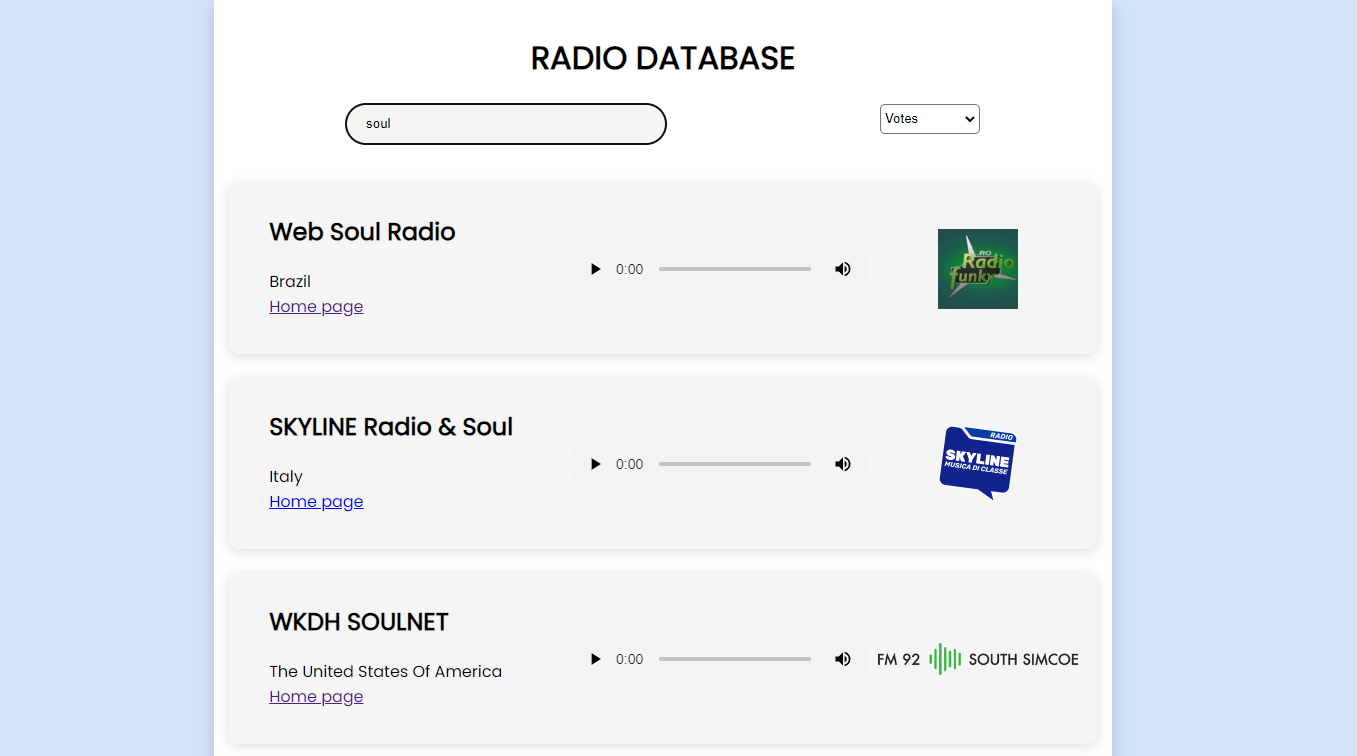 RADIO DATABASE
soul
Votes
Web Soul Radio
Brazil
Home page
0:00
.RO
Radio
funky
SKYLINE Radio & Soul
Italy
Home page
0:00
RADIO
SKYLINE
MUSICA DI CLASSE
WKDH SOULNET
The United States Of America
Home page
0:00
FM 92 SOUTH SIMCOE